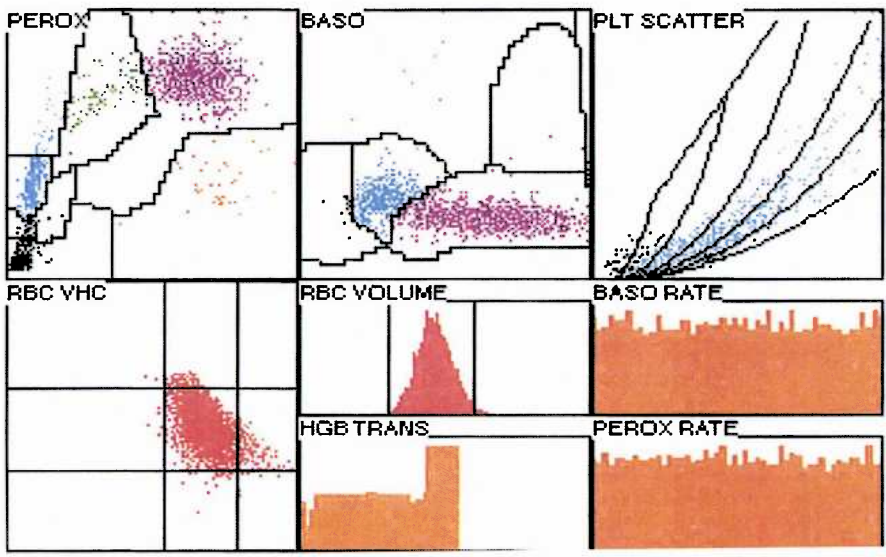 PEROX
BASO
PLT SCATTER
RBC VHC
RBC VOLUME
BASO RATE
HGB TRANS
PEROX RATE